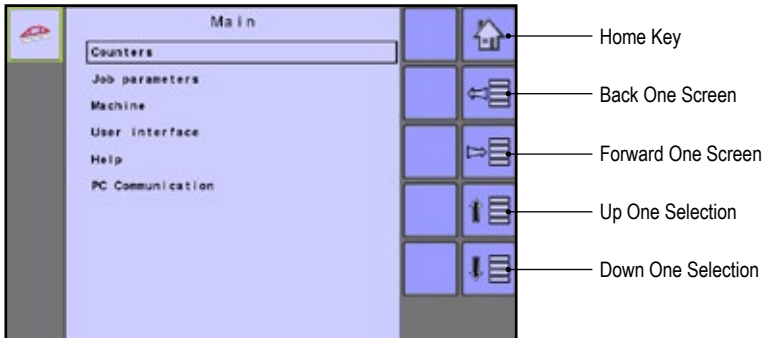 Main
Counters
Job parameters
Machine
User interface
Help
PC Communication
Home Key
Back One Screen
Forward One Screen
Up One Selection
Down One Selection